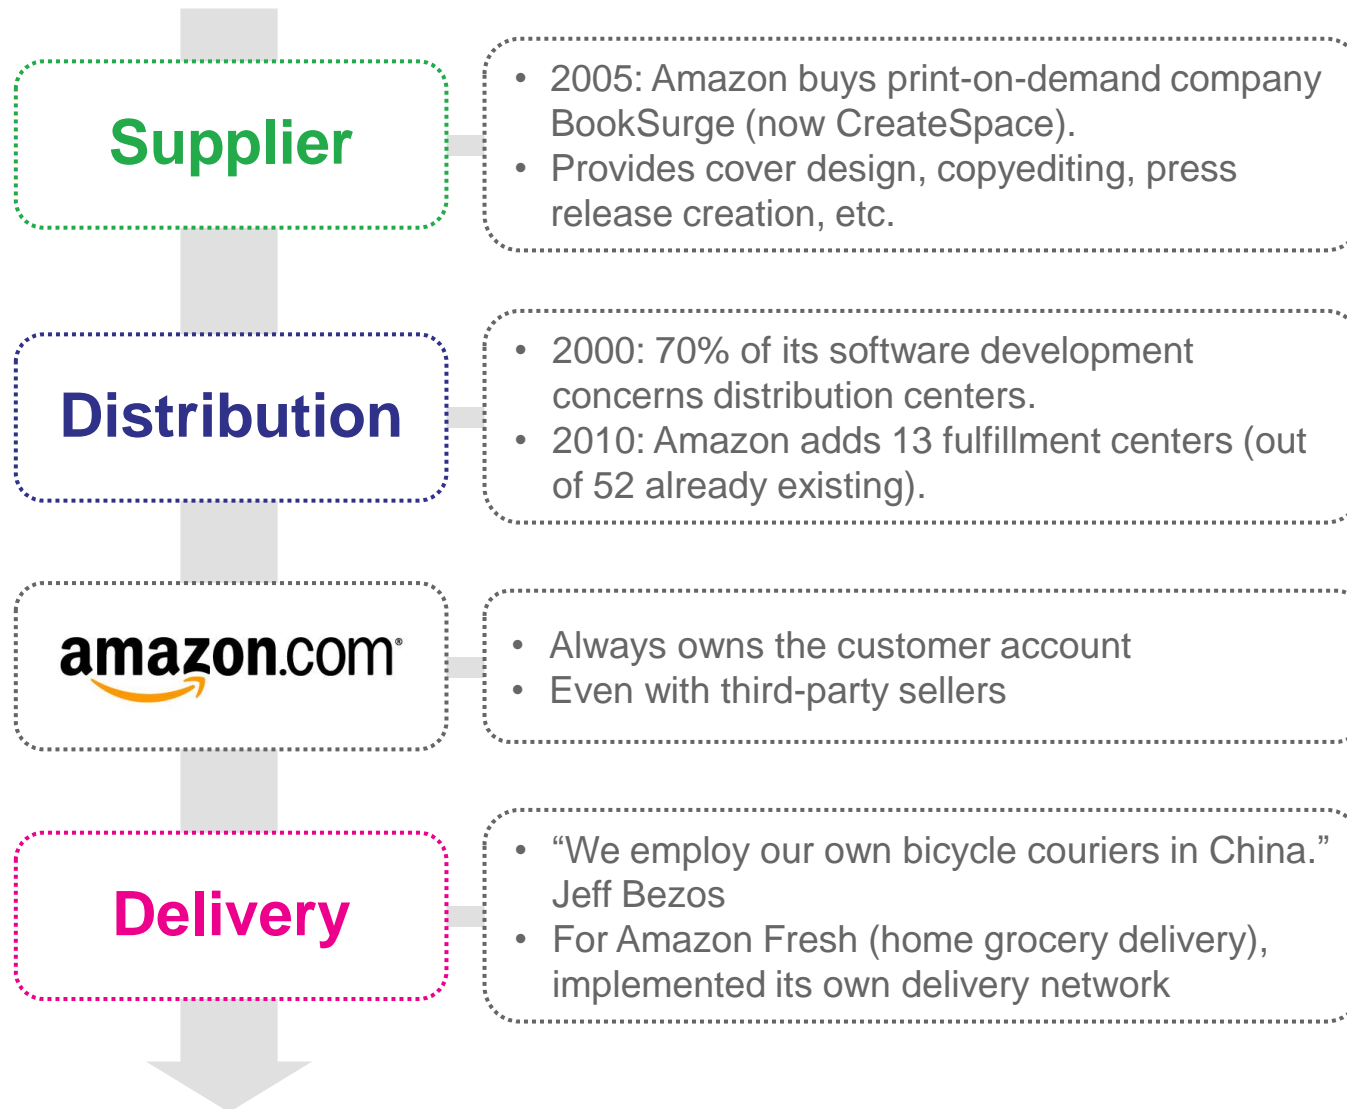 Supplier
• 2005: Amazon buys print-on-demand company
BookSurge (now CreateSpace).
• Provides cover design, copyediting, press
release creation, etc.
Distribution
• 2000: 70% of its software development
concerns distribution centers.
• 2010: Amazon adds 13 fulfillment centers (out
of 52 already existing).
amazon.com®
• Always owns the customer account
• Even with third-party sellers
Delivery
• “We employ our own bicycle couriers in China.”
Jeff Bezos
• For Amazon Fresh (home grocery delivery),
implemented its own delivery network